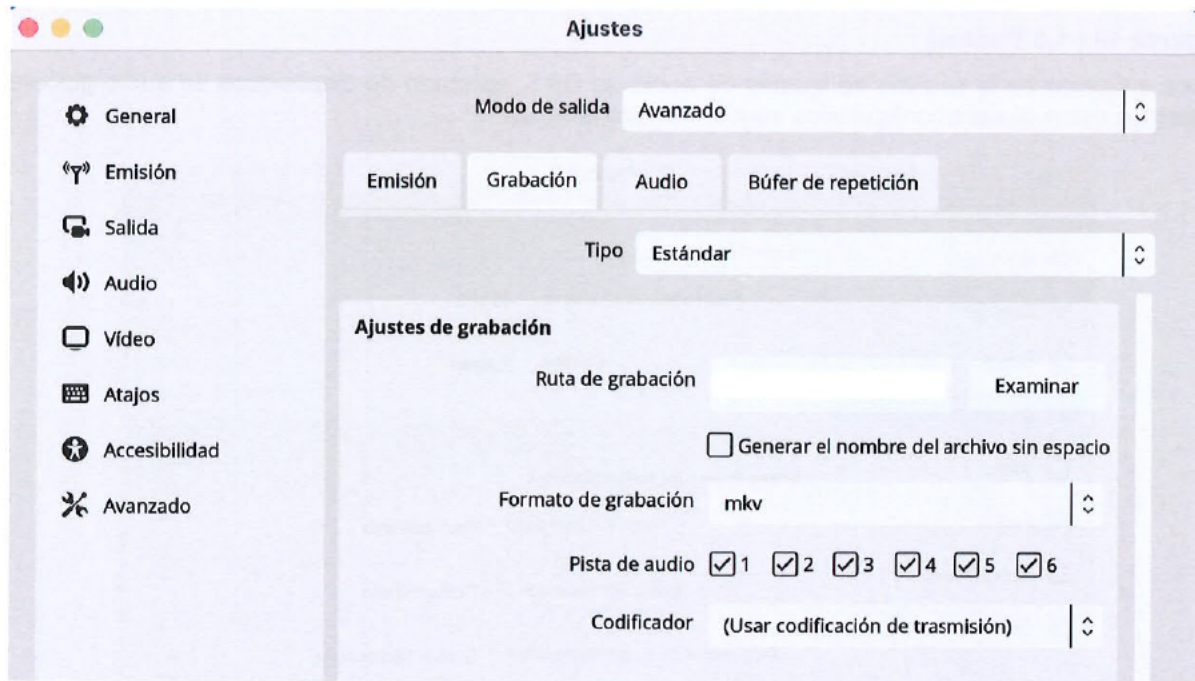 Ajustes
General
Emisión
Salida
Audio
Vídeo
Atajos
Accesibilidad
Avanzado
Modo de salida Avanzado
Emisión Grabación Audio Búfer de repetición
Tipo Estándar
Ajustes de grabación
Ruta de grabación Examinar
Generar el nombre del archivo sin espacio
Formato de grabación mkv
Pista de audio 1 2 3 4 5 6
Codificador (Usar codificación de trasmisión)